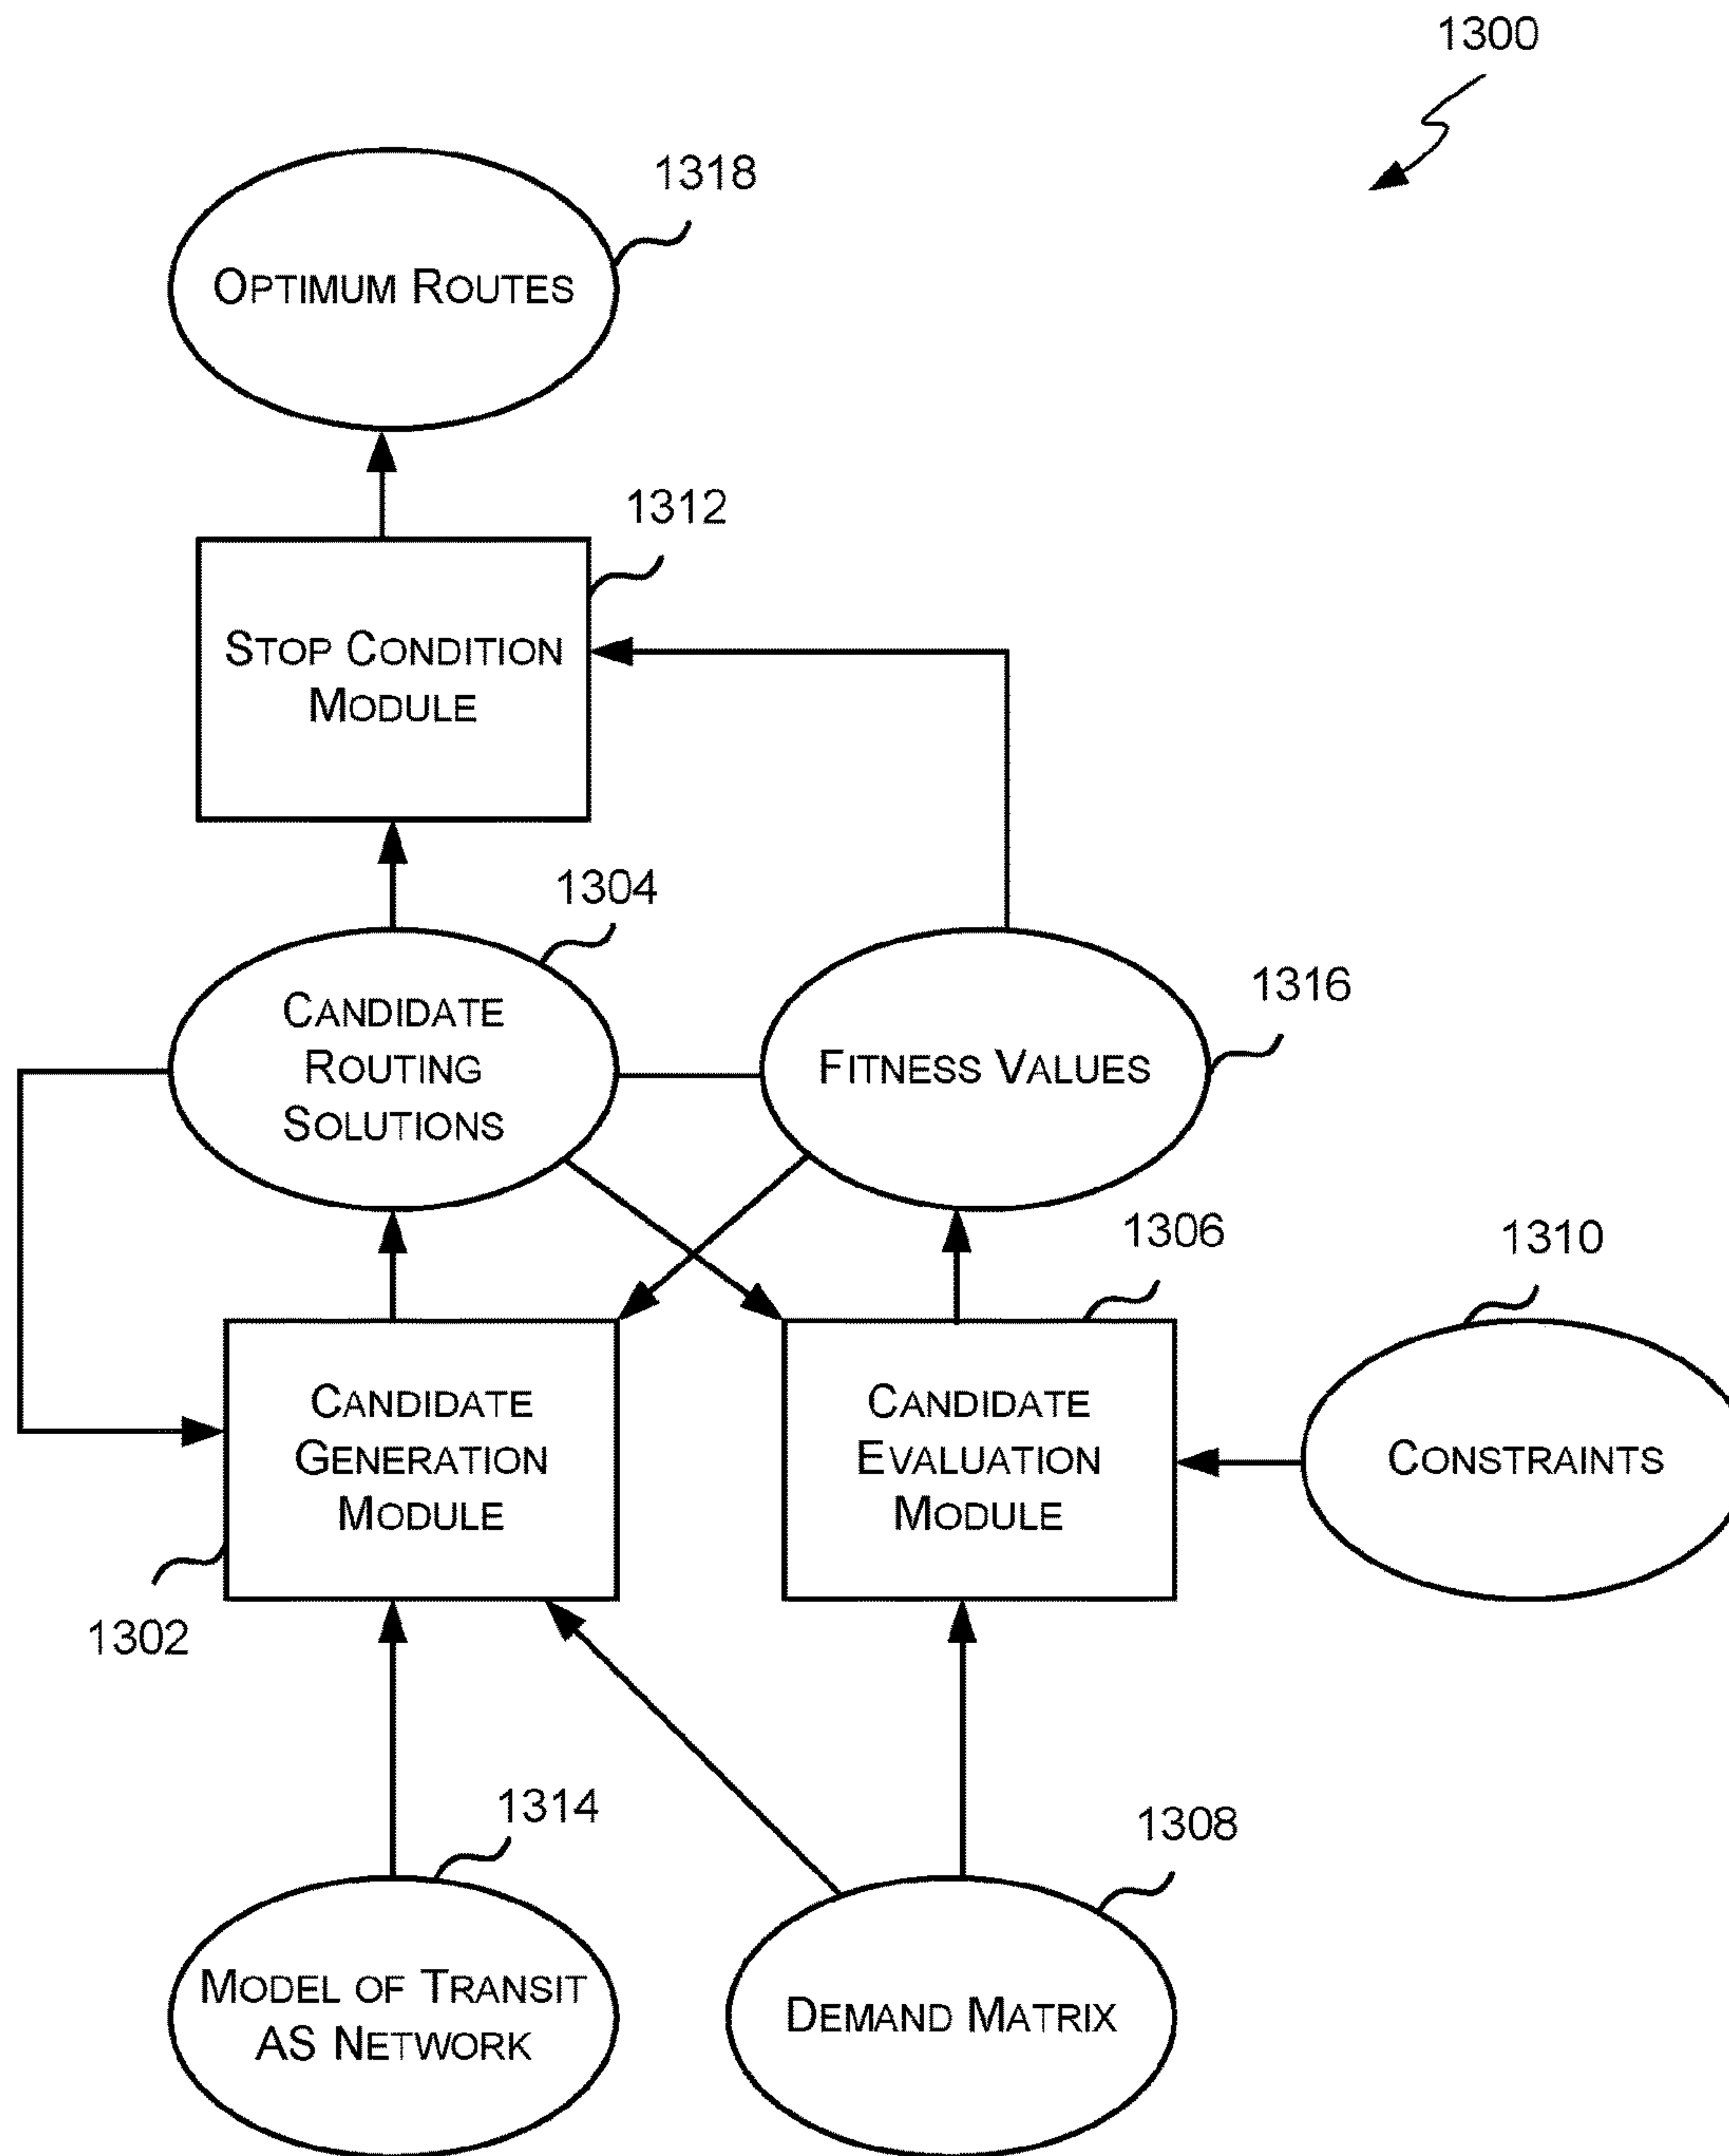 1300
1318
OPTIMUM ROUTES
1312
STOP CONDITION
MODULE
1304
CANDIDATE
ROUTING
SOLUTIONS
1316
FITNESS VALUES
1306
1310
CANDIDATE
GENERATION
MODULE
CANDIDATE
EVALUATION
MODULE
CONSTRAINTS
1302
1314
1308
MODEL OF TRANSIT
AS NETWORK
DEMAND MATRIX